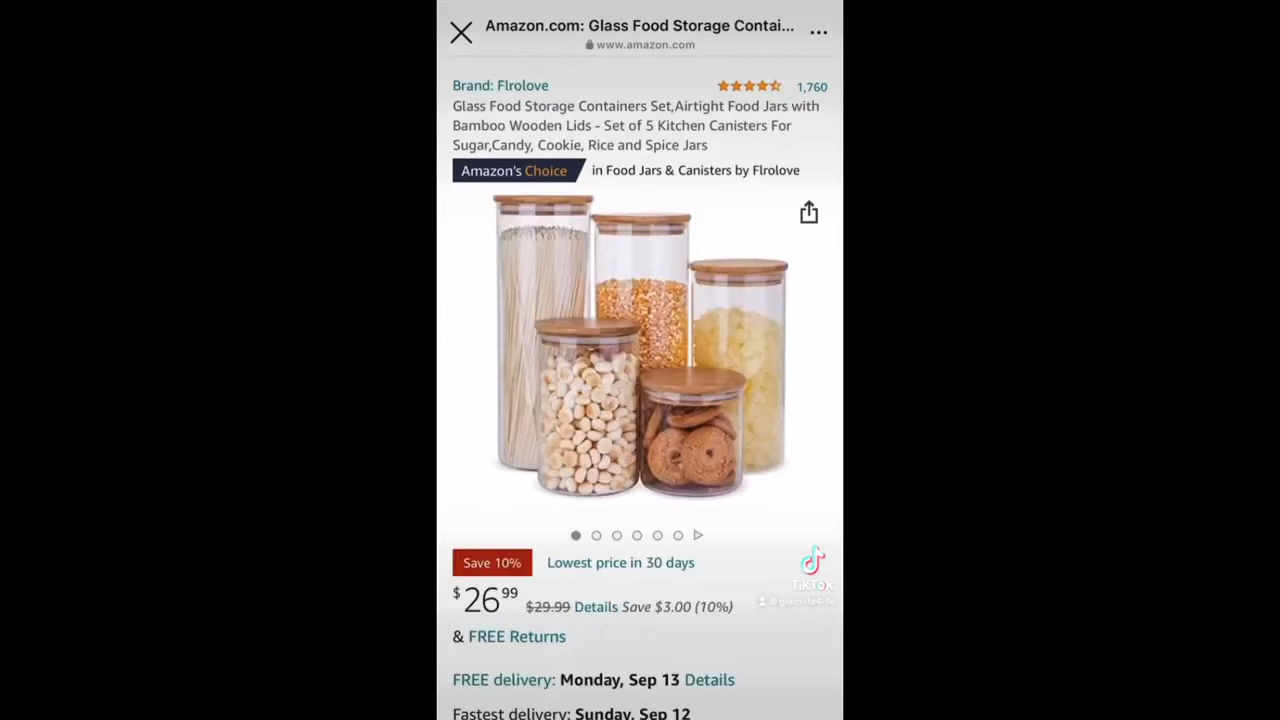 Amazon.com: Glass Food Storage Contai...
www.amazon.com
Brand: Flrolove
1,760
Glass Food Storage Containers Set,Airtight Food Jars with
Bamboo Wooden Lids - Set of 5 Kitchen Canisters For
Sugar,Candy, Cookie, Rice and Spice Jars
Amazon's Choice in Food Jars & Canisters by Flrolove
Save 10% Lowest price in 30 days
TikTok
$26.99 $29.99 Details Save $3.00 (10%)
& FREE Returns
FREE delivery: Monday, Sep 13 Details
Fastest delivery: Sunday, Sep 12